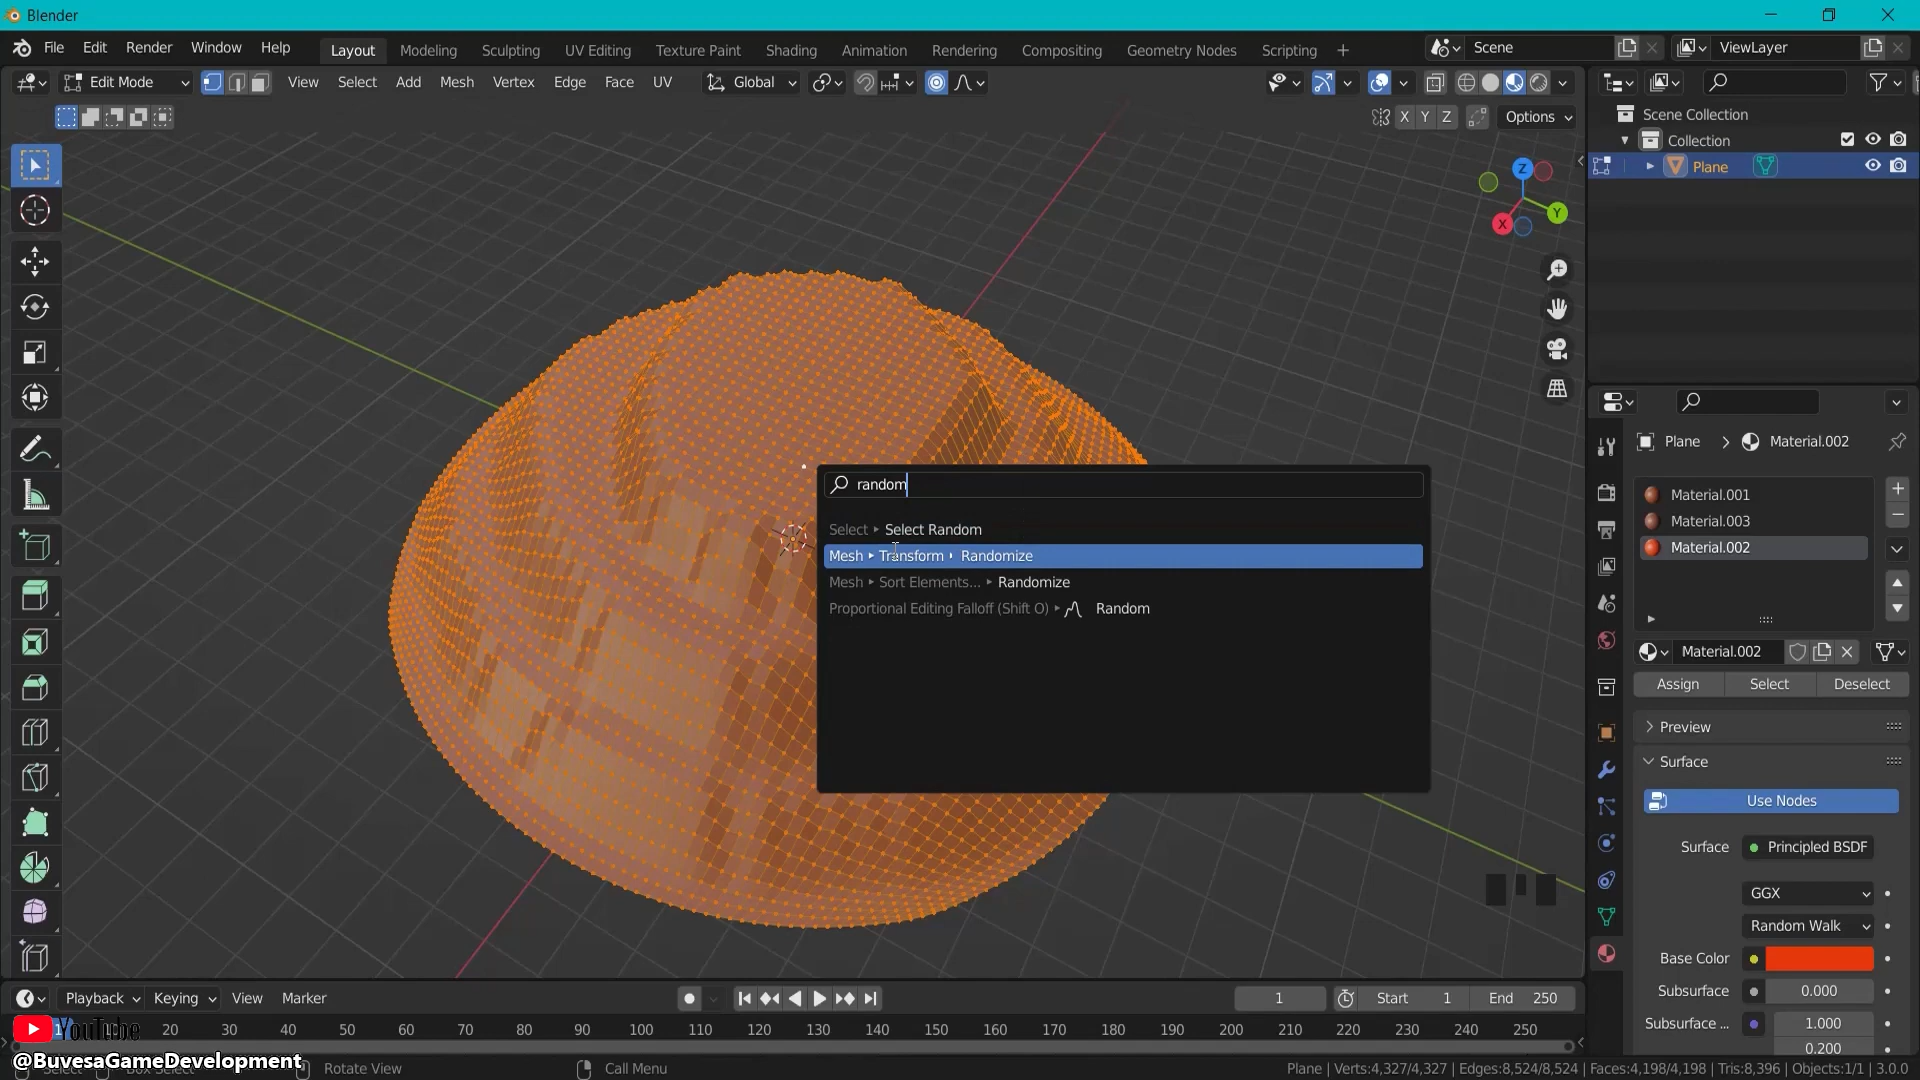 Blender
File Edit Render Window Help Layout Modeling Sculpting UV Editing Texture Paint Shading Animation Rendering Compositing Geometry Nodes Scripting + Scene ViewLayer
Edit Mode View Select Add Mesh Vertex Edge Face UV Global
X Y Z Options
Scene Collection
Collection
Plane
Z
Y
X
Plane > Material.002
random
Material.001
Select ▸ Select Random
Material.003
Mesh ▸ Transform ▸ Randomize
Material.002
Mesh ▸ Sort Elements... ▸ Randomize
Proportional Editing Falloff (Shift O) ▸ Random
Material.002
Assign Select Deselect
Preview
Surface
Use Nodes
Surface Principled BSDF
GGX
Random Walk
Base Color
Subsurface 0.000
Subsurface ... 1.000
0.200
Playback Keying View Marker 1 Start 1 End 250
20 30 40 50 60 70 80 90 100 110 120 130 140 150 160 170 180 190 200 210 220 230 240 250
YouTube
@BuvesaGameDevelopment
Select Box Select Rotate View Call Menu Plane | Verts:4,327/4,327 | Edges:8,524/8,524 | Faces:4,198/4,198 | Tris:8,396 | Objects:1/1 | 3.0.0